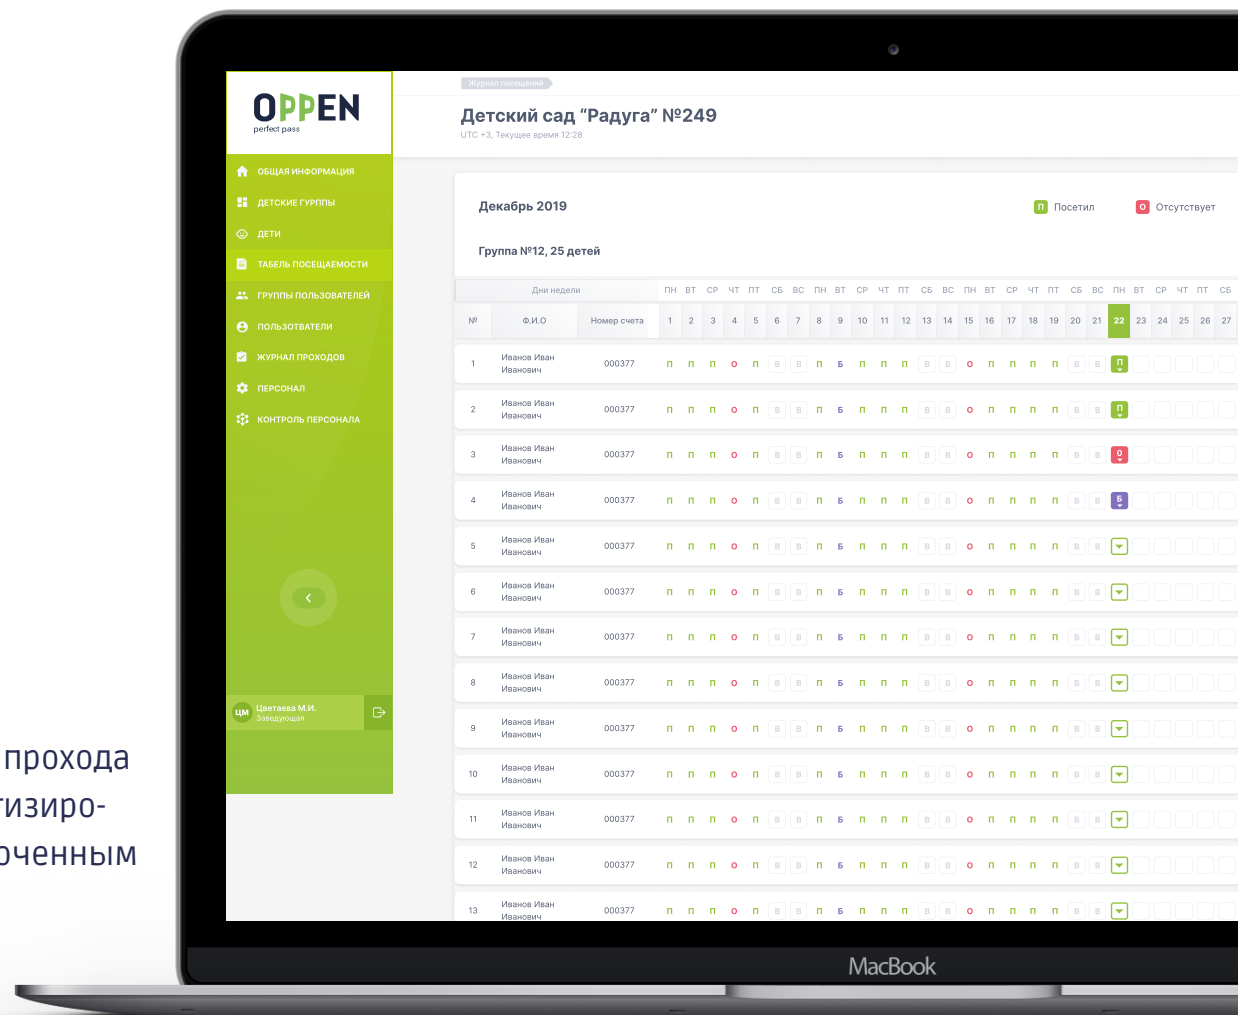 Журнал посещений
OPPEN
perfect pass
Детский сад “Радуга” №249
UTC +3, Текущее время 12:28
ОБЩАЯ ИНФОРМАЦИЯ
ДЕТСКИЕ ГУРППЫ
ДЕТИ
ТАБЕЛЬ ПОСЕЩАЕМОСТИ
ГРУППЫ ПОЛЬЗОВАТЕЛЕЙ
ПОЛЬЗОТВАТЕЛИ
ЖУРНАЛ ПРОХОДОВ
ПЕРСОНАЛ
КОНТРОЛЬ ПЕРСОНАЛА
ЦМ Цветаева М.И.
Заведующая
Декабрь 2019 П Посетил О Отсутствует
Группа №12, 25 детей
Дни недели ПН ВТ СР ЧТ ПТ СБ ВС ПН ВТ СР ЧТ ПТ СБ ВС ПН ВТ СР ЧТ ПТ СБ ВС ПН ВТ СР ЧТ ПТ СБ
№ Ф.И.О Номер счета 1 2 3 4 5 6 7 8 9 10 11 12 13 14 15 16 17 18 19 20 21 22 23 24 25 26 27
1 Иванов Иван
Иванович 000377 П П П О П В В П Б П П П В В О П П П П В В П
2 Иванов Иван
Иванович 000377 П П П О П В В П Б П П П В В О П П П П В В П
3 Иванов Иван
Иванович 000377 П П П О П В В П Б П П П В В О П П П П В В О
4 Иванов Иван
Иванович 000377 П П П О П В В П Б П П П В В О П П П П В В Б
5 Иванов Иван
Иванович 000377 П П П О П В В П Б П П П В В О П П П П В В
6 Иванов Иван
Иванович 000377 П П П О П В В П Б П П П В В О П П П П В В
7 Иванов Иван
Иванович 000377 П П П О П В В П Б П П П В В О П П П П В В
8 Иванов Иван
Иванович 000377 П П П О П В В П Б П П П В В О П П П П В В
9 Иванов Иван
Иванович 000377 П П П О П В В П Б П П П В В О П П П П В В
10 Иванов Иван
Иванович 000377 П П П О П В В П Б П П П В В О П П П П В В
11 Иванов Иван
Иванович 000377 П П П О П В В П Б П П П В В О П П П П В В
12 Иванов Иван
Иванович 000377 П П П О П В В П Б П П П В В О П П П П В В
13 Иванов Иван
Иванович 000377 П П П О П В В П Б П П П В В О П П П П В В
прохода
тизиро-
оченным
MacBook